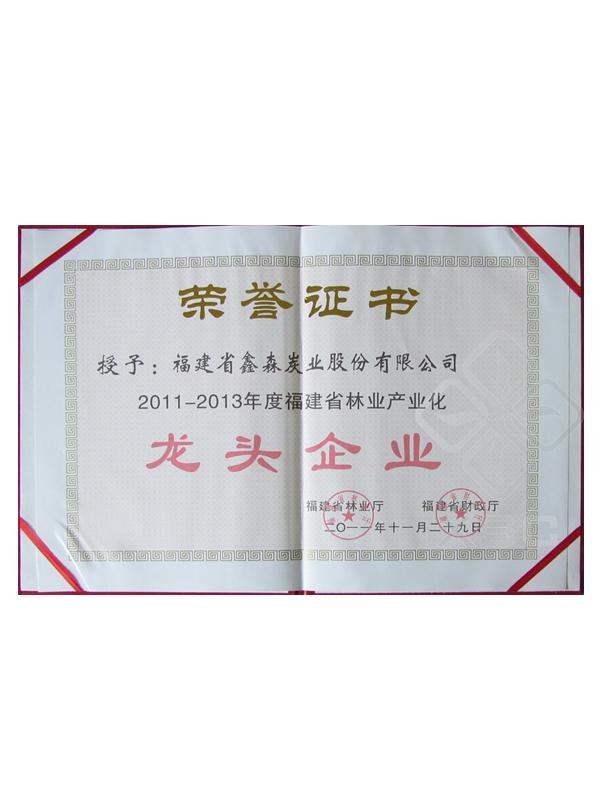 荣誉证书
授予：福建省鑫森炭业股份有限公司
2011-2013年度福建省林业产业化
龙头企业
福建省林业厅 福建省财政厅
二〇一一年十一月二十九日